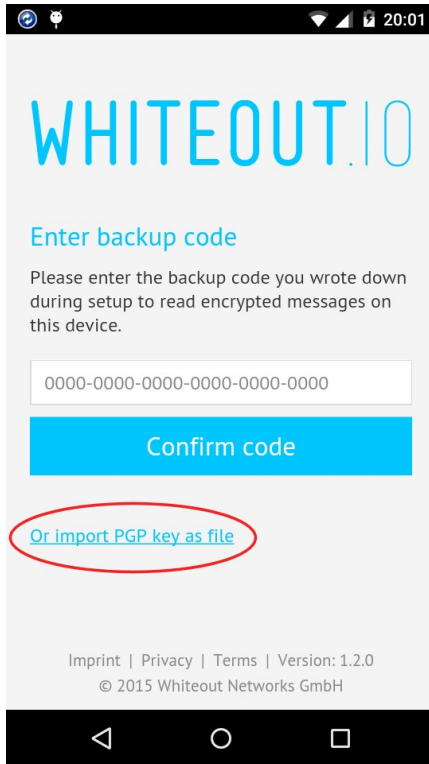 20:01
WHITEOUT.IO
Enter backup code
Please enter the backup code you wrote down
during setup to read encrypted messages on
this device.
0000-0000-0000-0000-0000-0000
Confirm code
Or import PGP key as file
Imprint | Privacy | Terms | Version: 1.2.0
© 2015 Whiteout Networks GmbH